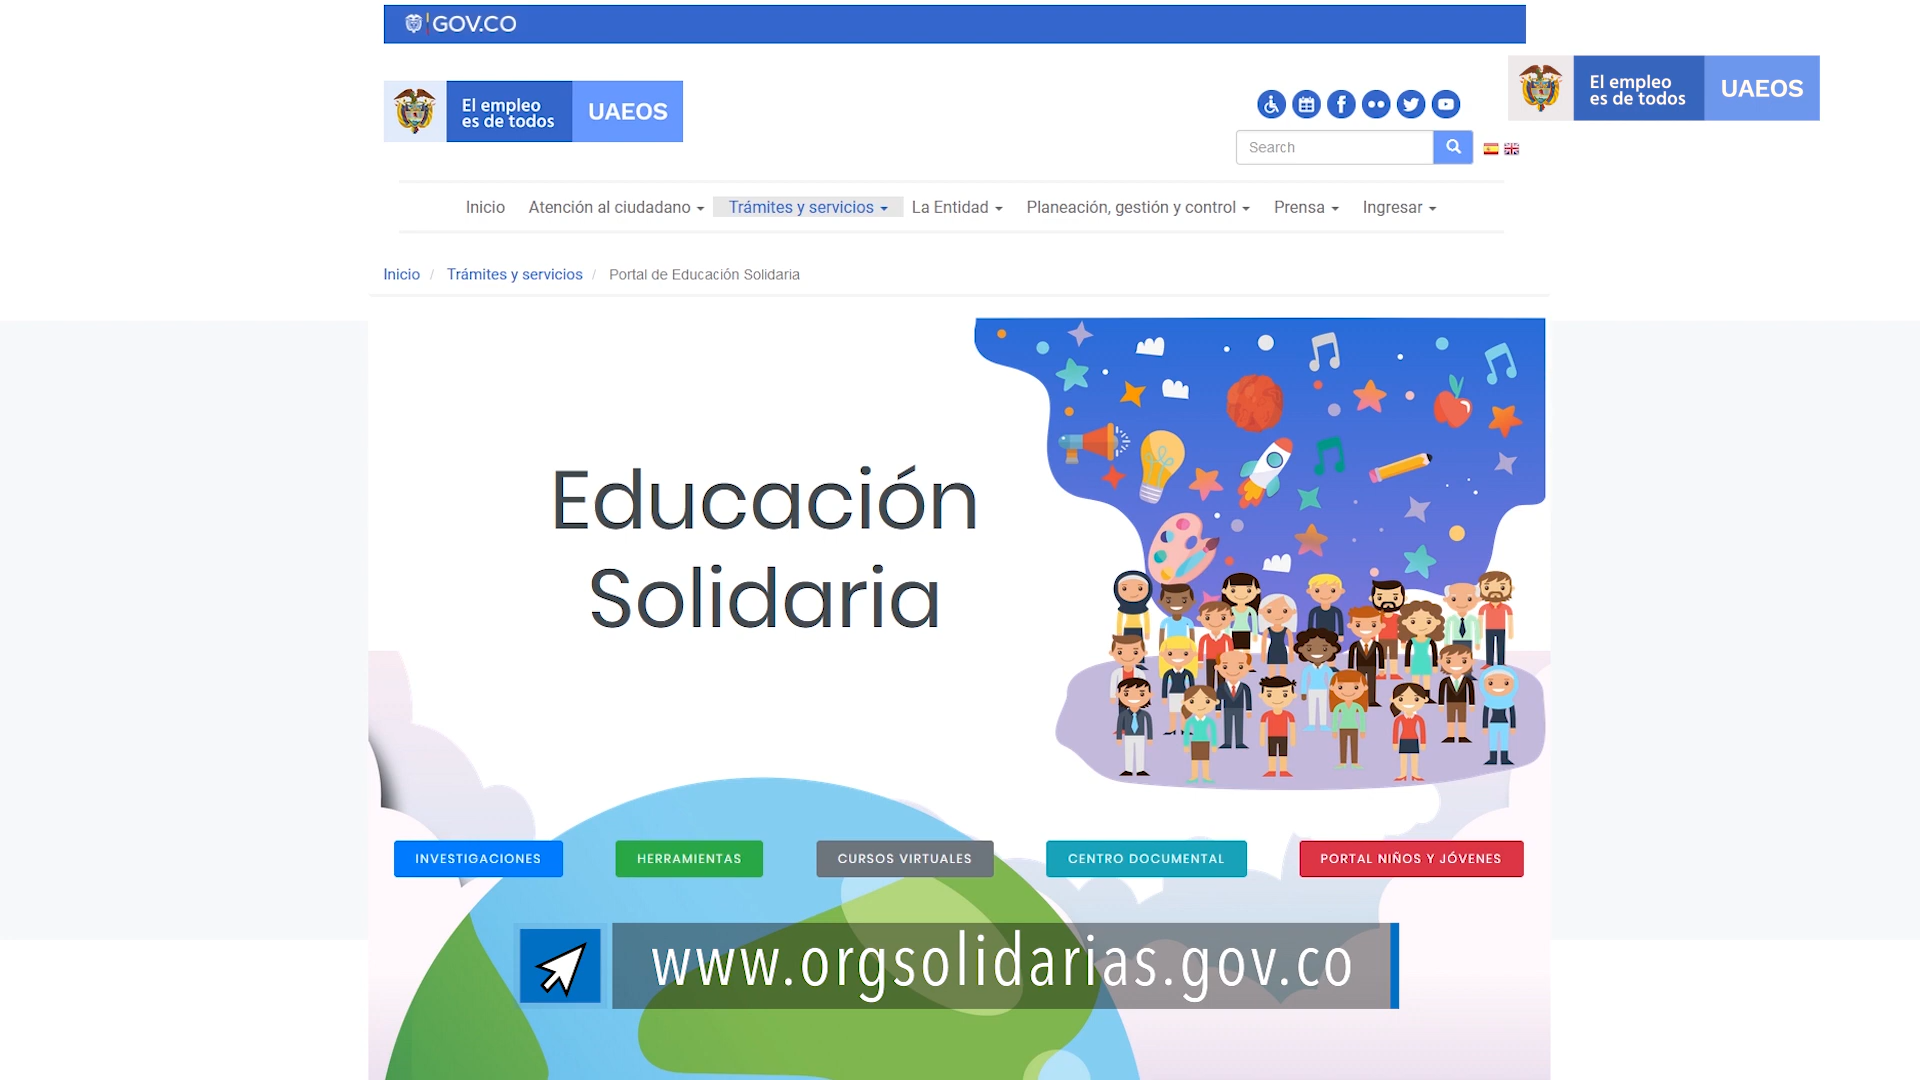 GOV.CO
El empleo
es de todos
UAEOS
El empleo
es de todos
UAEOS
Search
Inicio Atención al ciudadano Trámites y servicios La Entidad Planeación, gestión y control Prensa Ingresar
Inicio / Trámites y servicios / Portal de Educación Solidaria
Educación
Solidaria
INVESTIGACIONES HERRAMIENTAS CURSOS VIRTUALES CENTRO DOCUMENTAL PORTAL NIÑOS Y JÓVENES
www.orgsolidarias.gov.co